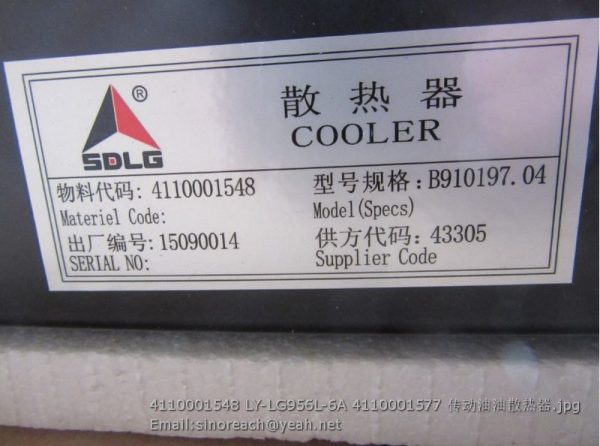 ®
SDLG
散热器
COOLER
物料代码: 4110001548
Materiel Code:
型号规格: B910197.04
Model(Specs)
出厂编号: 15090014
SERIAL NO:
供方代码: 43305
Supplier Code
4110001548 LY-LG956L-6A 4110001577 传动油油散热器.jpg
Email:sinoreach@yeah.net